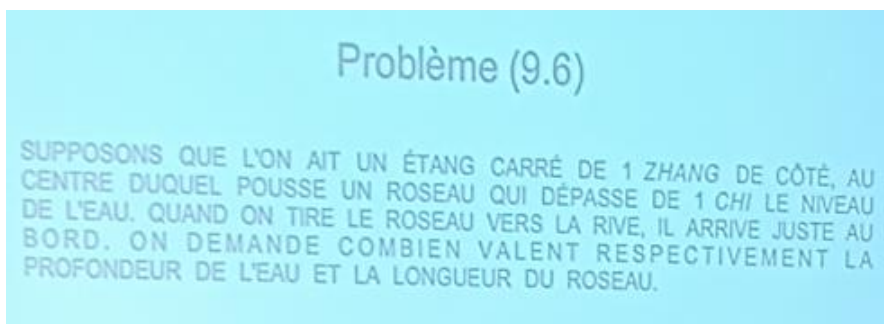 Problème (9.6)
SUPPOSONS QUE L'ON AIT UN ÉTANG CARRÉ DE 1 ZHANG DE CÔTÉ, AU
CENTRE DUQUEL POUSSE UN ROSEAU QUI DÉPASSE DE 1 CHI LE NIVEAU
DE L'EAU. QUAND ON TIRE LE ROSEAU VERS LA RIVE, IL ARRIVE JUSTE AU
BORD. ON DEMANDE COMBIEN VALENT RESPECTIVEMENT LA
PROFONDEUR DE L'EAU ET LA LONGUEUR DU ROSEAU.